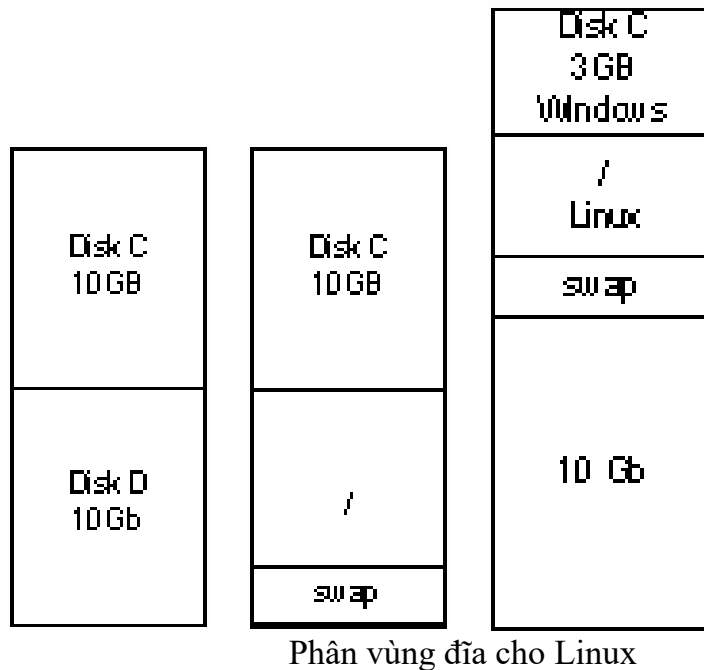 Disk C
10GB
Disk D
10Gb
Disk C
10GB
/
swap
Disk C
3GB
Windows
/
Linux
swap
10 Gb
Phân vùng đĩa cho Linux